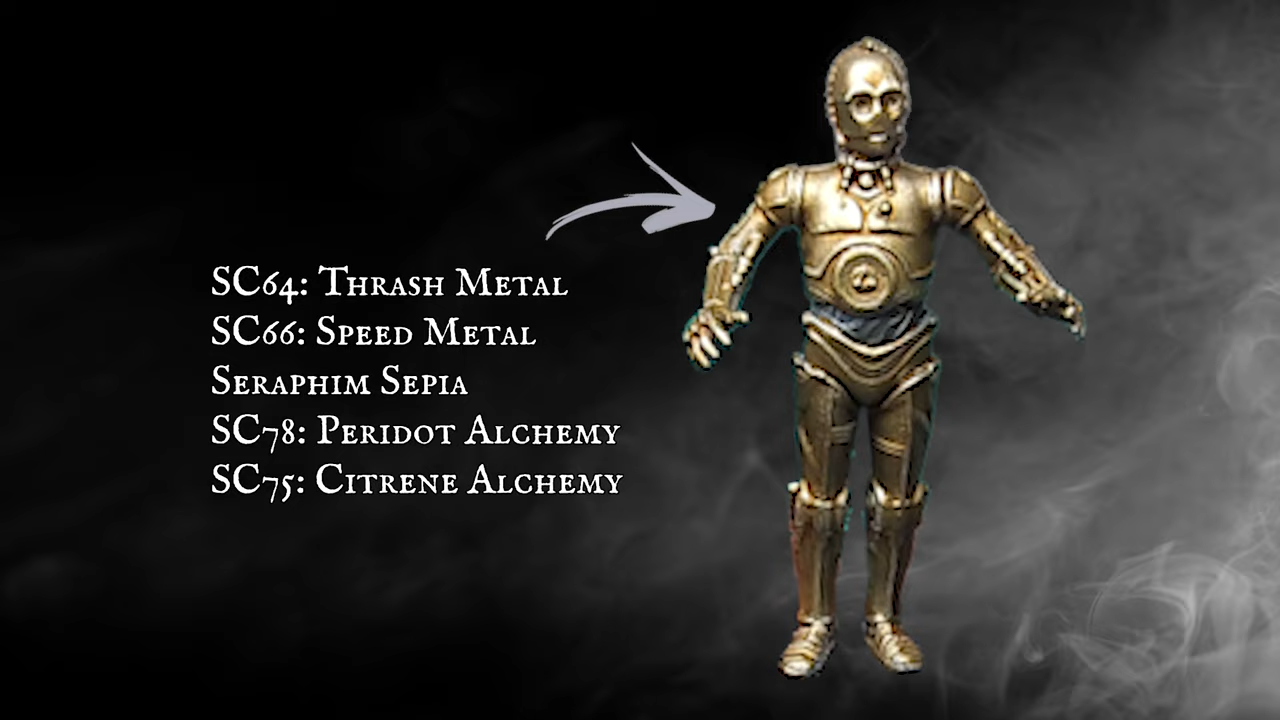 SC64: Thrash Metal
SC66: Speed Metal
Seraphim Sepia
SC78: Peridot Alchemy
SC75: Citrene Alchemy